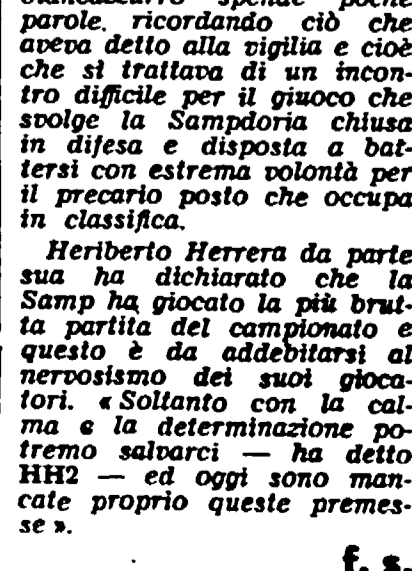 biancoazzurro spende poche
parole, ricordando ciò che
aveva detto alla vigilia e cioè
che si trattava di un incon-
tro difficile per il giuoco che
svolge la Sampdoria chiusa
in difesa e disposta a bat-
tersi con estrema volontà per
il precario posto che occupa
in classifica.
Heriberto Herrera da parte
sua ha dichiarato che la
Samp ha giocato la più brut-
ta partita del campionato e
questo è da addebitarsi al
nervosismo dei suoi gioca-
tori. « Soltanto con la cal-
ma e la determinazione po-
tremo salvarci — ha detto
HH2 — ed oggi sono man-
cate proprio queste premes-
se ».
f. s.